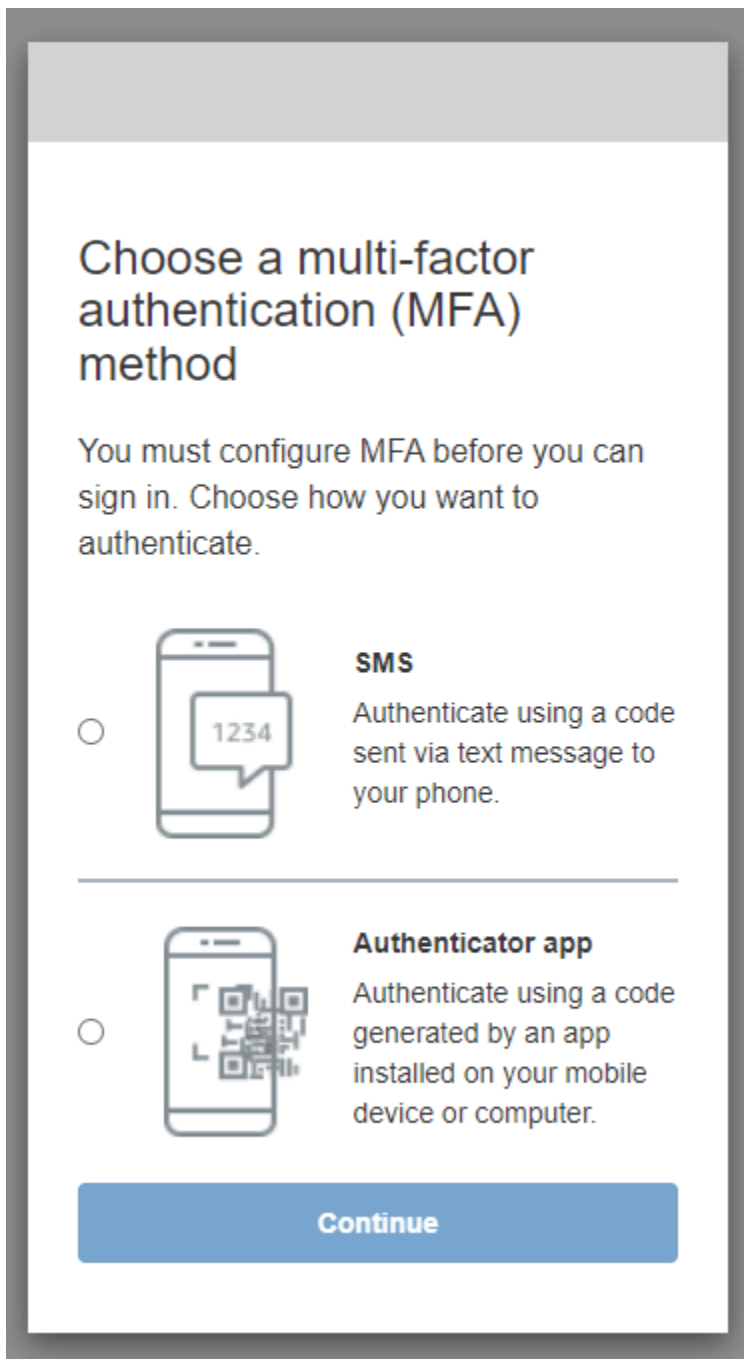 Choose a multi-factor
authentication (MFA)
method
You must configure MFA before you can
sign in. Choose how you want to
authenticate.
SMS
Authenticate using a code
sent via text message to
your phone.
1234
Authenticator app
Authenticate using a code
generated by an app
installed on your mobile
device or computer.
Continue